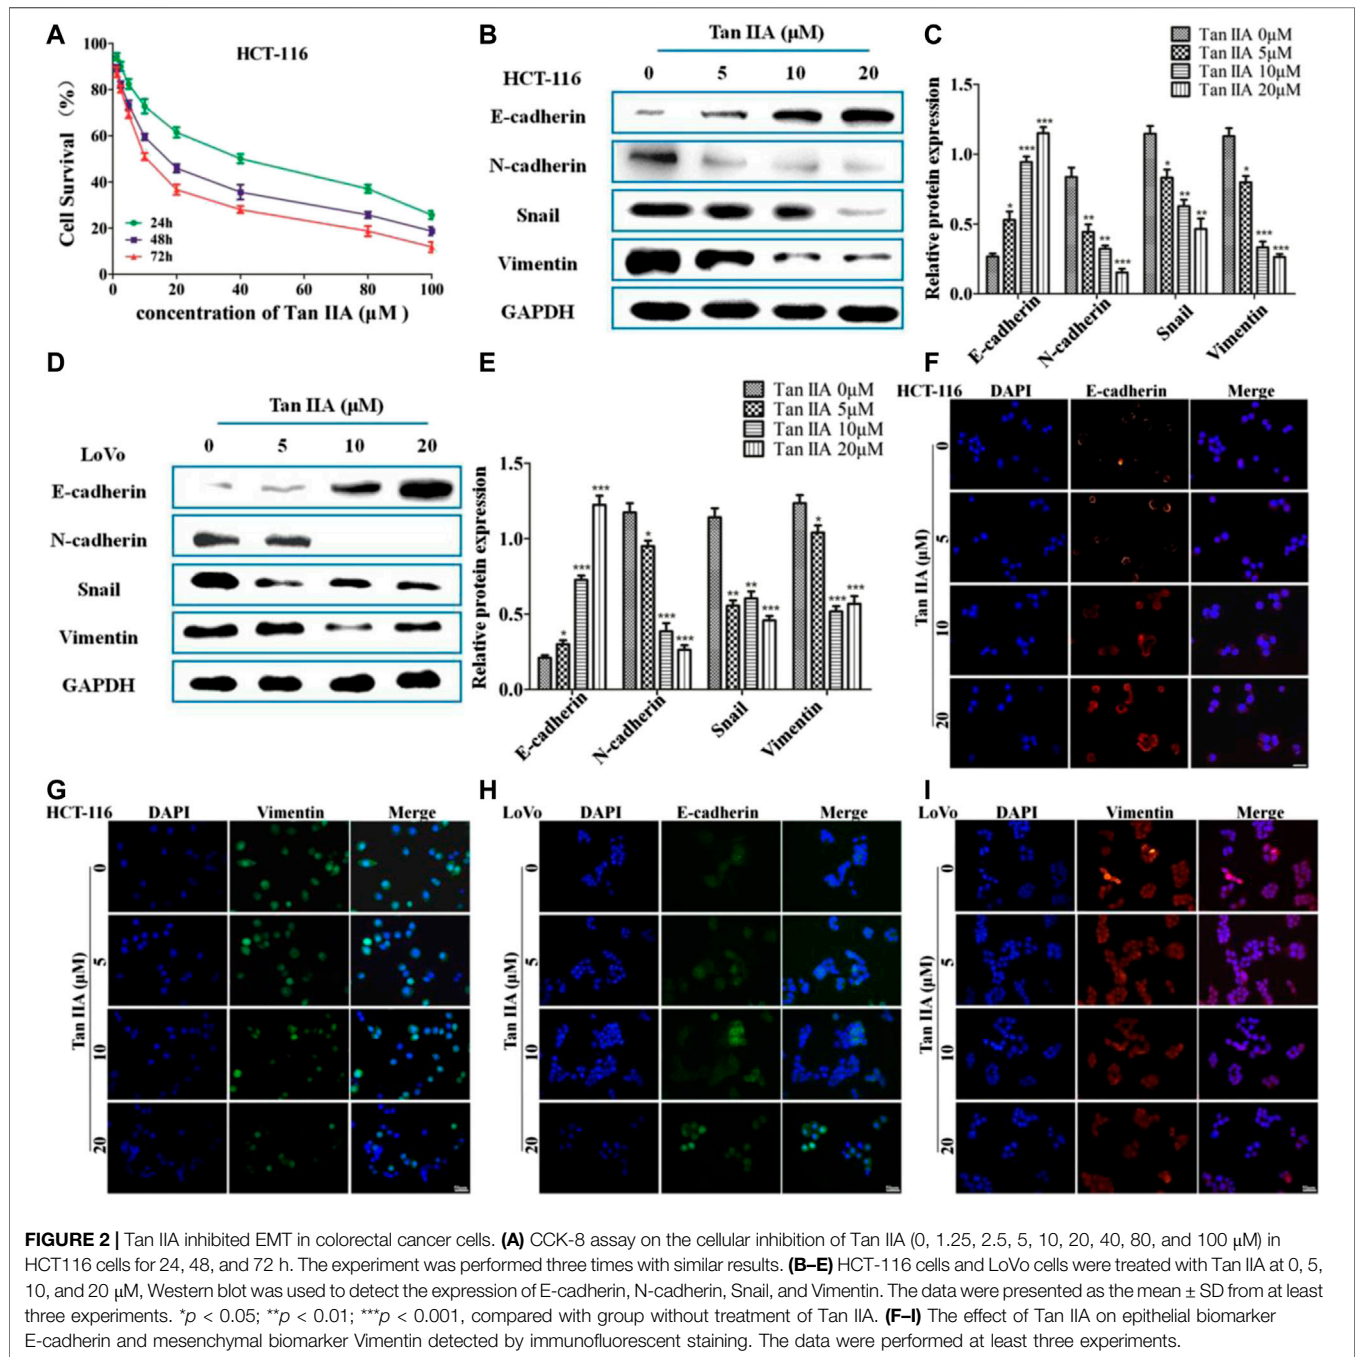 A
HCT-116
Cell Survival (%)
100
80
60
40
20
0
24h
48h
72h
0 20 40 60 80 100
concentration of Tan IIA (μM )
B
Tan IIA (μM)
HCT-116 0 5 10 20
E-cadherin
N-cadherin
Snail
Vimentin
GAPDH
C
Tan IIA 0μM
Tan IIA 5μM
Tan IIA 10μM
Tan IIA 20μM
Relative protein expression
1.5
1.0
0.5
0.0
* *** ***
** ** ***
* ** **
* *** ***
E-cadherin
N-cadherin
Snail
Vimentin
D
Tan IIA (μM)
LoVo 0 5 10 20
E-cadherin
N-cadherin
Snail
Vimentin
GAPDH
E
Tan IIA 0μM
Tan IIA 5μM
Tan IIA 10μM
Tan IIA 20μM
Relative protein expression
1.5
1.0
0.5
0.0
* *** ***
* *** ***
** ** ***
* *** ***
E-cadherin
N-cadherin
Snail
Vimentin
F
HCT-116 DAPI E-cadherin Merge
Tan IIA (μM)
0
5
10
20
G
HCT-116 DAPI Vimentin Merge
Tan IIA (μM)
0
5
10
20
H
LoVo DAPI E-cadherin Merge
Tan IIA (μM)
0
5
10
20
I
LoVo DAPI Vimentin Merge
Tan IIA (μM)
0
5
10
20
FIGURE 2 | Tan IIA inhibited EMT in colorectal cancer cells. (A) CCK-8 assay on the cellular inhibition of Tan IIA (0, 1.25, 2.5, 5, 10, 20, 40, 80, and 100 μM) in
HCT116 cells for 24, 48, and 72 h. The experiment was performed three times with similar results. (B–E) HCT-116 cells and LoVo cells were treated with Tan IIA at 0, 5,
10, and 20 μM, Western blot was used to detect the expression of E-cadherin, N-cadherin, Snail, and Vimentin. The data were presented as the mean ± SD from at least
three experiments. *p < 0.05; **p < 0.01; ***p < 0.001, compared with group without treatment of Tan IIA. (F–I) The effect of Tan IIA on epithelial biomarker
E-cadherin and mesenchymal biomarker Vimentin detected by immunofluorescent staining. The data were performed at least three experiments.